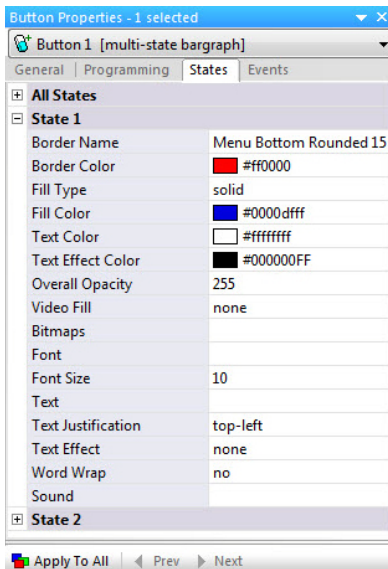 Button Properties - 1 selected
Button 1 [multi-state bargraph]
General | Programming States Events
All States
State 1
Border Name Menu Bottom Rounded 15
Border Color #ff0000
Fill Type solid
Fill Color #0000dfff
Text Color #ffffffff
Text Effect Color #000000FF
Overall Opacity 255
Video Fill none
Bitmaps
Font
Font Size 10
Text
Text Justification top-left
Text Effect none
Word Wrap no
Sound
State 2
Apply To All Prev Next